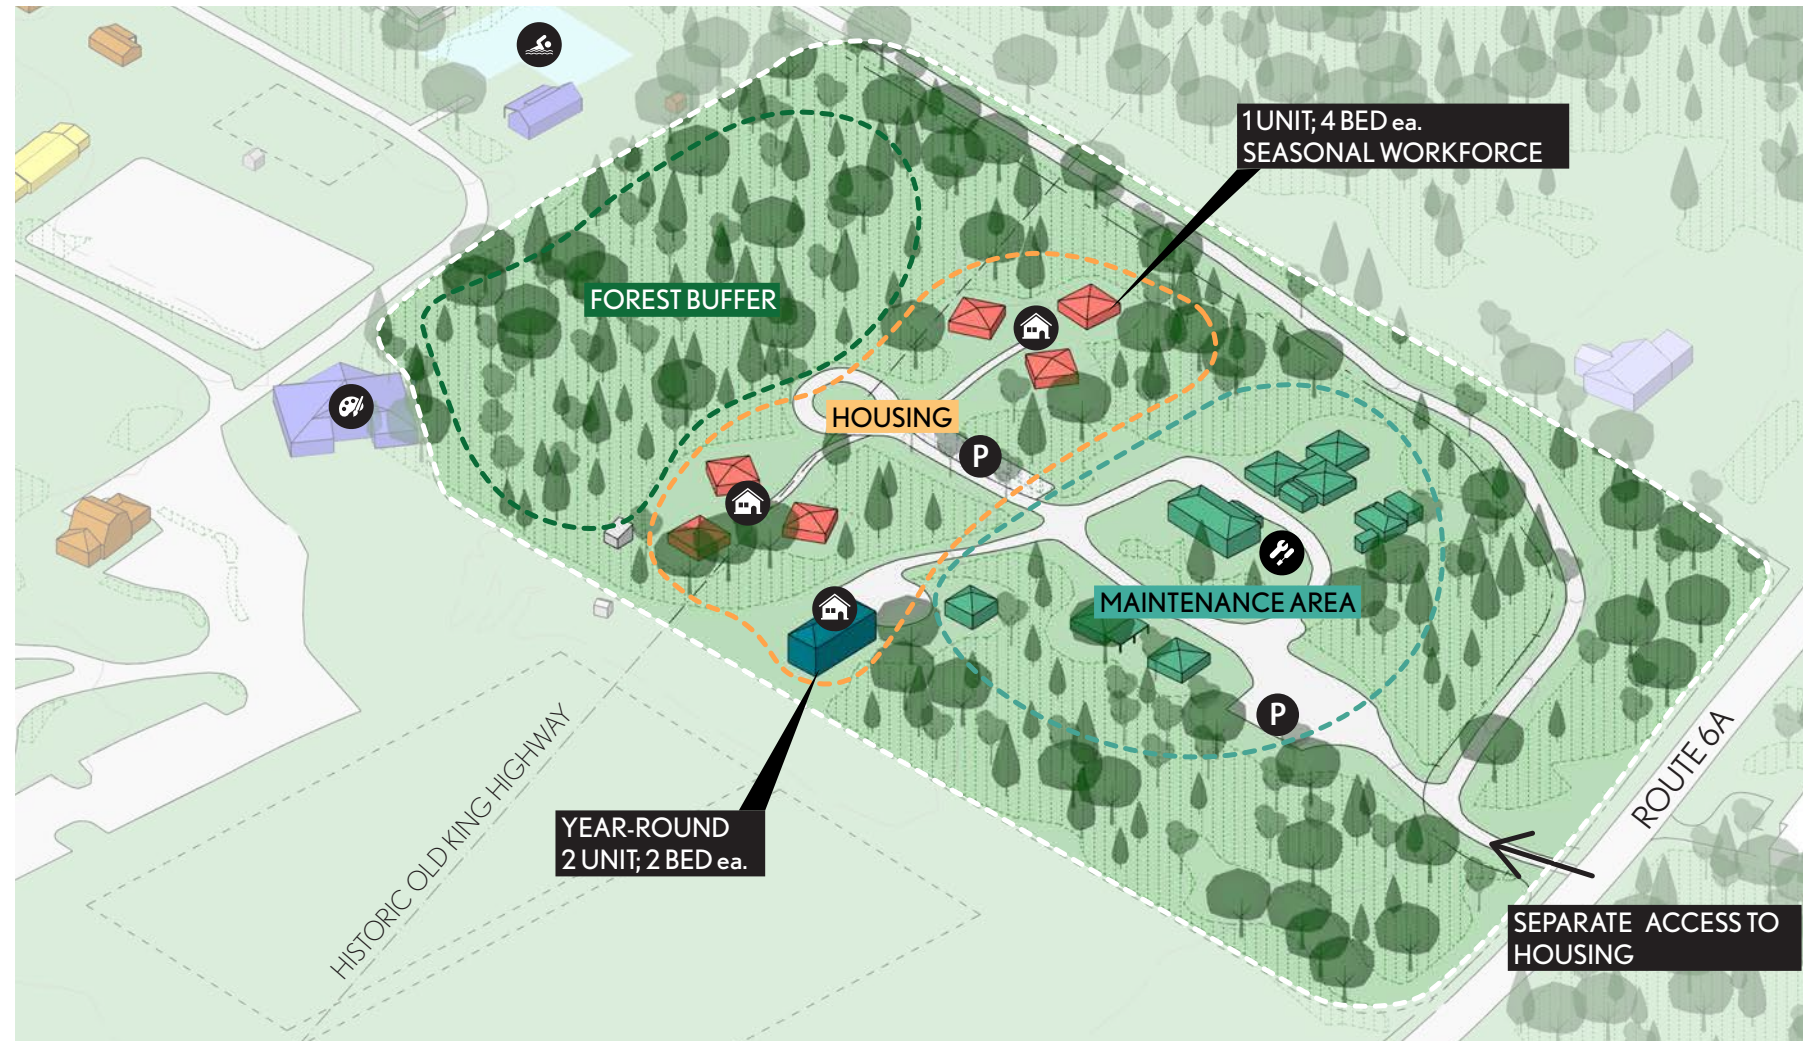 1 UNIT; 4 BED ea.
SEASONAL WORKFORCE
FOREST BUFFER
HOUSING
P
MAINTENANCE AREA
P
ROUTE 6A
HISTORIC OLD KING HIGHWAY
YEAR-ROUND
2 UNIT; 2 BED ea.
SEPARATE ACCESS TO
HOUSING